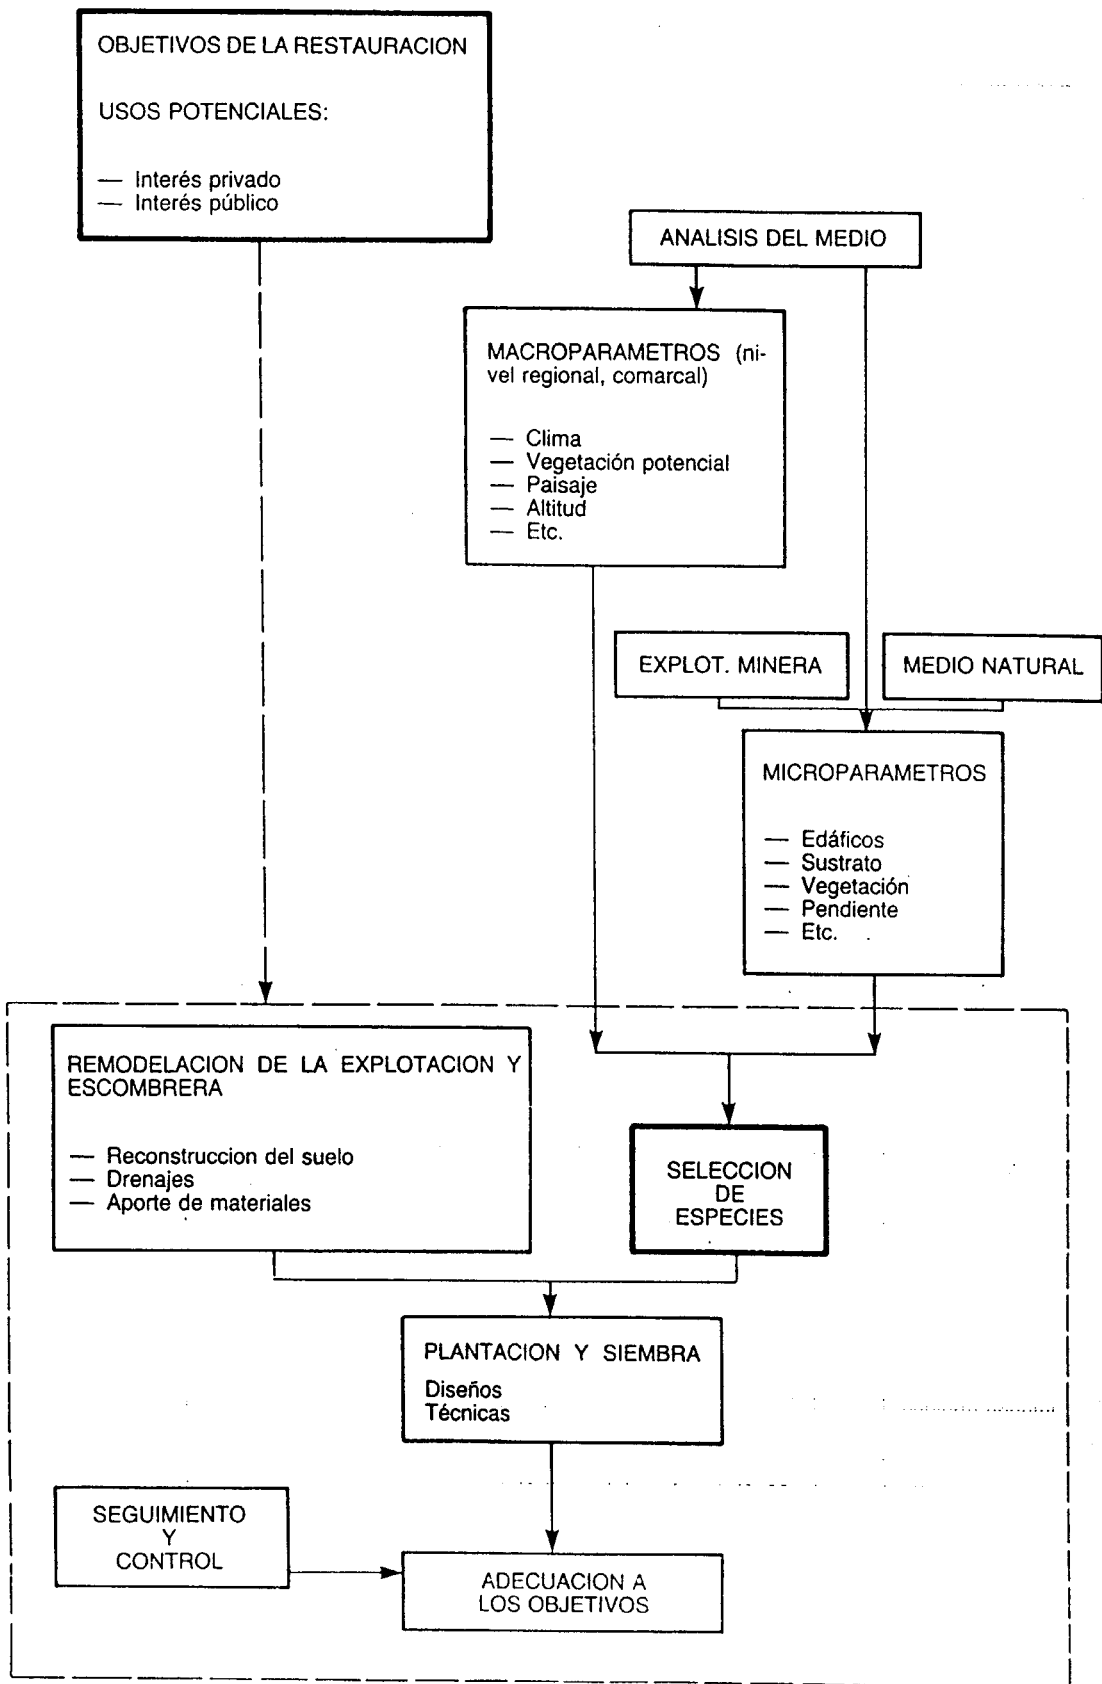 OBJETIVOS DE LA RESTAURACION
USOS POTENCIALES:
— Interés privado
— Interés público
ANALISIS DEL MEDIO
MACROPARAMETROS (ni-
vel regional, comarcal)
— Clima
— Vegetación potencial
— Paisaje
— Altitud
— Etc.
EXPLOT. MINERA
MEDIO NATURAL
MICROPARAMETROS
— Edáficos
— Sustrato
— Vegetación
— Pendiente
— Etc.
REMODELACION DE LA EXPLOTACION Y
ESCOMBRERA
— Reconstruccion del suelo
— Drenajes
— Aporte de materiales
SELECCION
DE
ESPECIES
PLANTACION Y SIEMBRA
Diseños
Técnicas
SEGUIMIENTO
Y
CONTROL
ADECUACION A
LOS OBJETIVOS